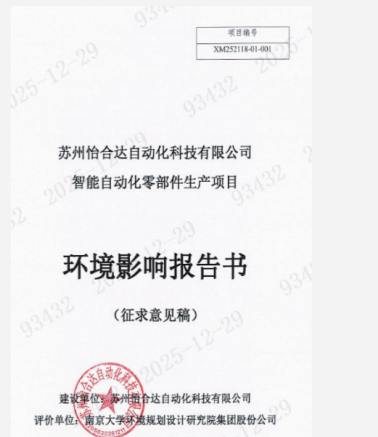 项目编号
XM252118-01-001
苏州怡合达自动化科技有限公司
智能自动化零部件生产项目
环境影响报告书
（征求意见稿）
建设单位：苏州怡合达自动化科技有限公司
评价单位：南京大学环境规划设计研究院集团股份公司
93432 2025-12-29